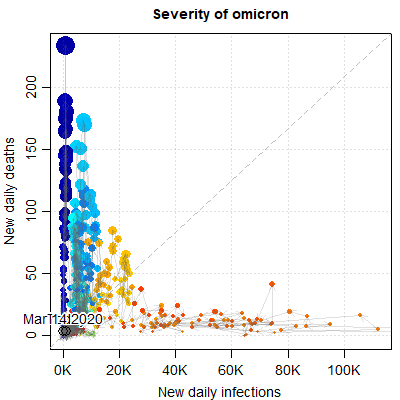 Severity of omicron
New daily deaths
200
150
100
50
0
Mar 14 2020
0K 20K 40K 60K 80K 100K
New daily infections